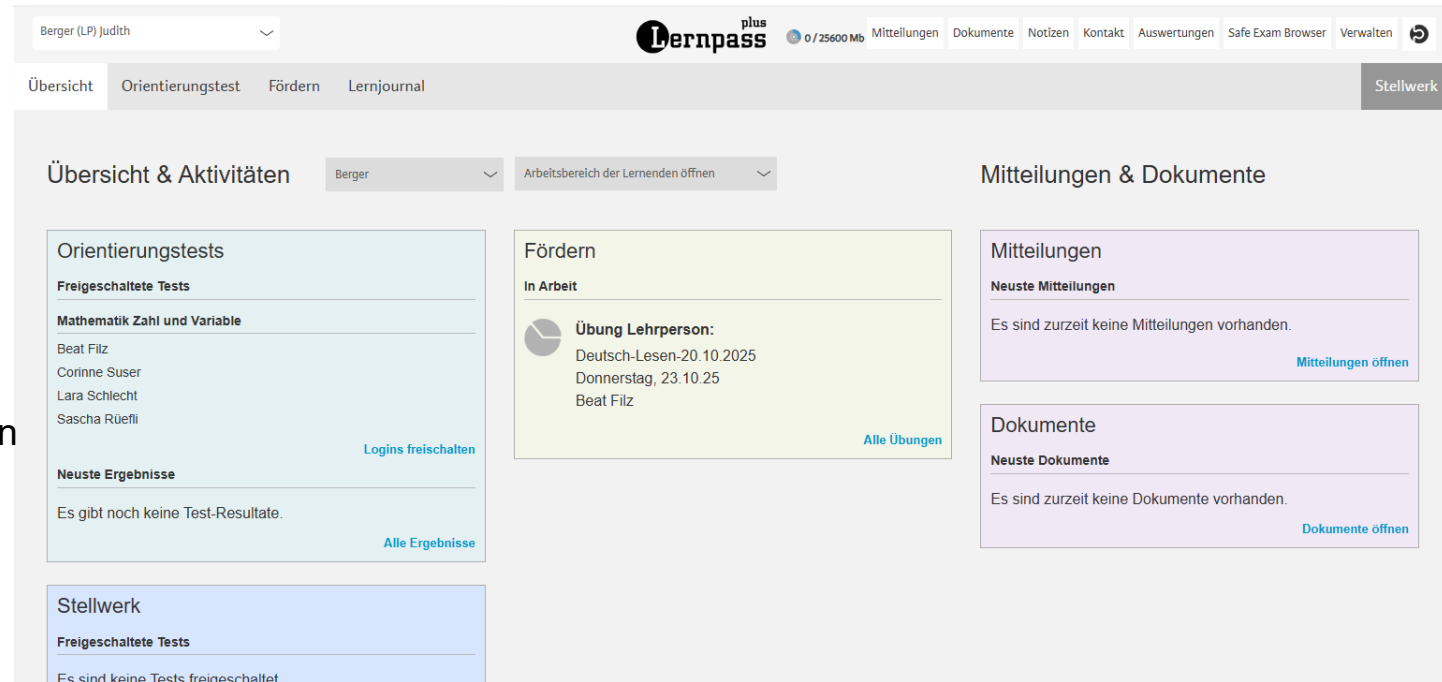 Berger (LP) Judith
Lernpass plus
0 / 25600 Mb
Mitteilungen
Dokumente
Notizen
Kontakt
Auswertungen
Safe Exam Browser
Verwalten
Übersicht
Orientierungstest
Fördern
Lernjournal
Stellwerk
Übersicht & Aktivitäten
Berger
Arbeitsbereich der Lernenden öffnen
Mitteilungen & Dokumente
Orientierungstests
Freigeschaltete Tests
Mathematik Zahl und Variable
Beat Filz
Corinne Suser
Lara Schlecht
Sascha Rüefli
n
Logins freischalten
Neuste Ergebnisse
Es gibt noch keine Test-Resultate.
Alle Ergebnisse
Stellwerk
Freigeschaltete Tests
Es sind keine Tests freigeschaltet
Fördern
In Arbeit
Übung Lehrperson:
Deutsch-Lesen-20.10.2025
Donnerstag, 23.10.25
Beat Filz
Alle Übungen
Mitteilungen
Neuste Mitteilungen
Es sind zurzeit keine Mitteilungen vorhanden.
Mitteilungen öffnen
Dokumente
Neuste Dokumente
Es sind zurzeit keine Dokumente vorhanden.
Dokumente öffnen